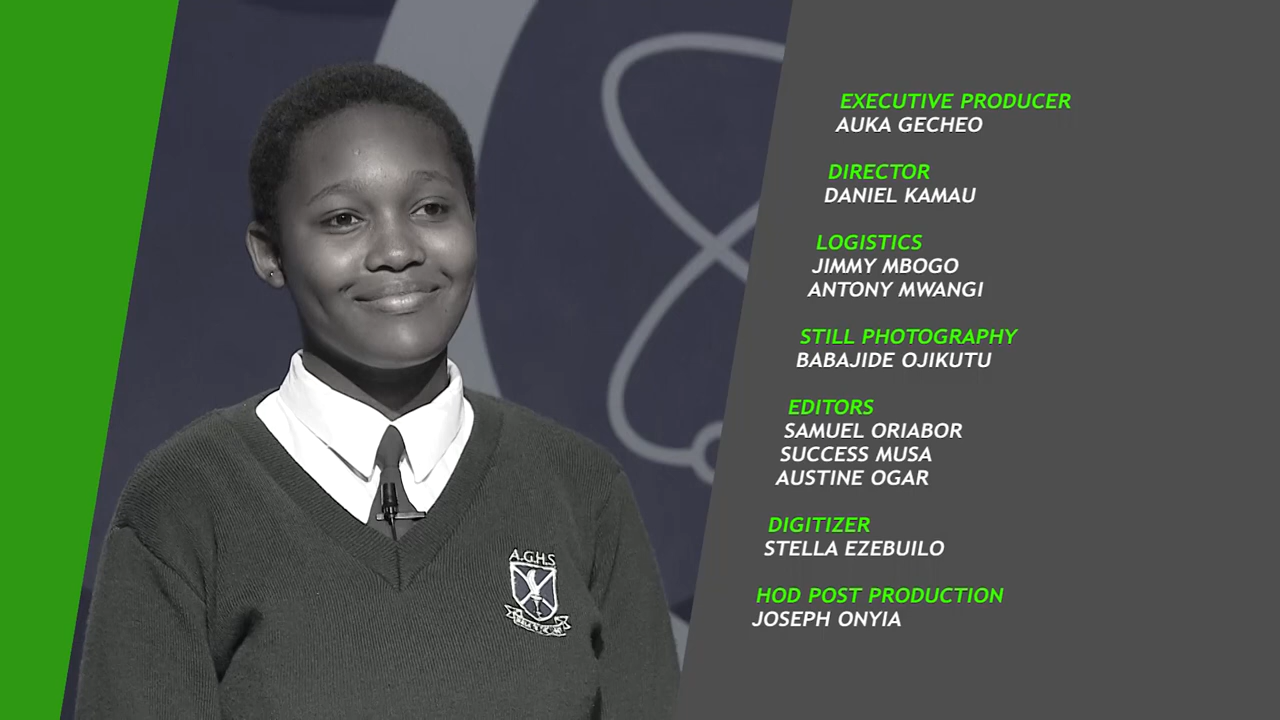 EXECUTIVE PRODUCER
AUKA GECHEO
DIRECTOR
DANIEL KAMAU
LOGISTICS
JIMMY MBOGO
ANTONY MWANGI
STILL PHOTOGRAPHY
BABAJIDE OJIKUTU
EDITORS
SAMUEL ORIABOR
SUCCESS MUSA
AUSTINE OGAR
DIGITIZER
STELLA EZEBUILO
HOD POST PRODUCTION
JOSEPH ONYIA
A.G.H.S